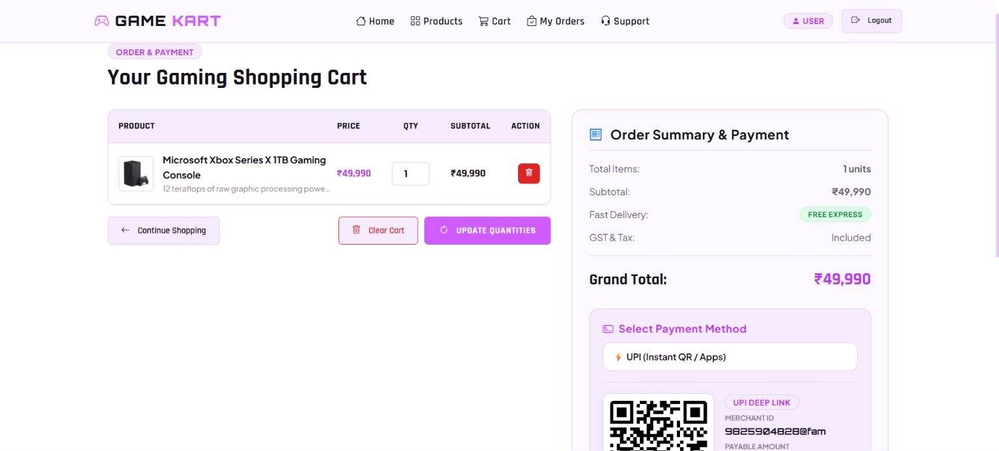 GAME KART
Home
Products
Cart
My Orders
Support
USER
Logout
ORDER & PAYMENT
Your Gaming Shopping Cart
PRODUCT PRICE QTY SUBTOTAL ACTION
Microsoft Xbox Series X 1TB Gaming
Console
12 teraflops of raw graphic processing powe...
₹49,990
1
₹49,990
Continue Shopping
Clear Cart
UPDATE QUANTITIES
Order Summary & Payment
Total Items: 1 units
Subtotal: ₹49,990
Fast Delivery: FREE EXPRESS
GST & Tax: Included
Grand Total: ₹49,990
Select Payment Method
UPI (Instant QR / Apps)
UPI DEEP LINK
MERCHANT ID
9825904828@fam
PAYABLE AMOUNT